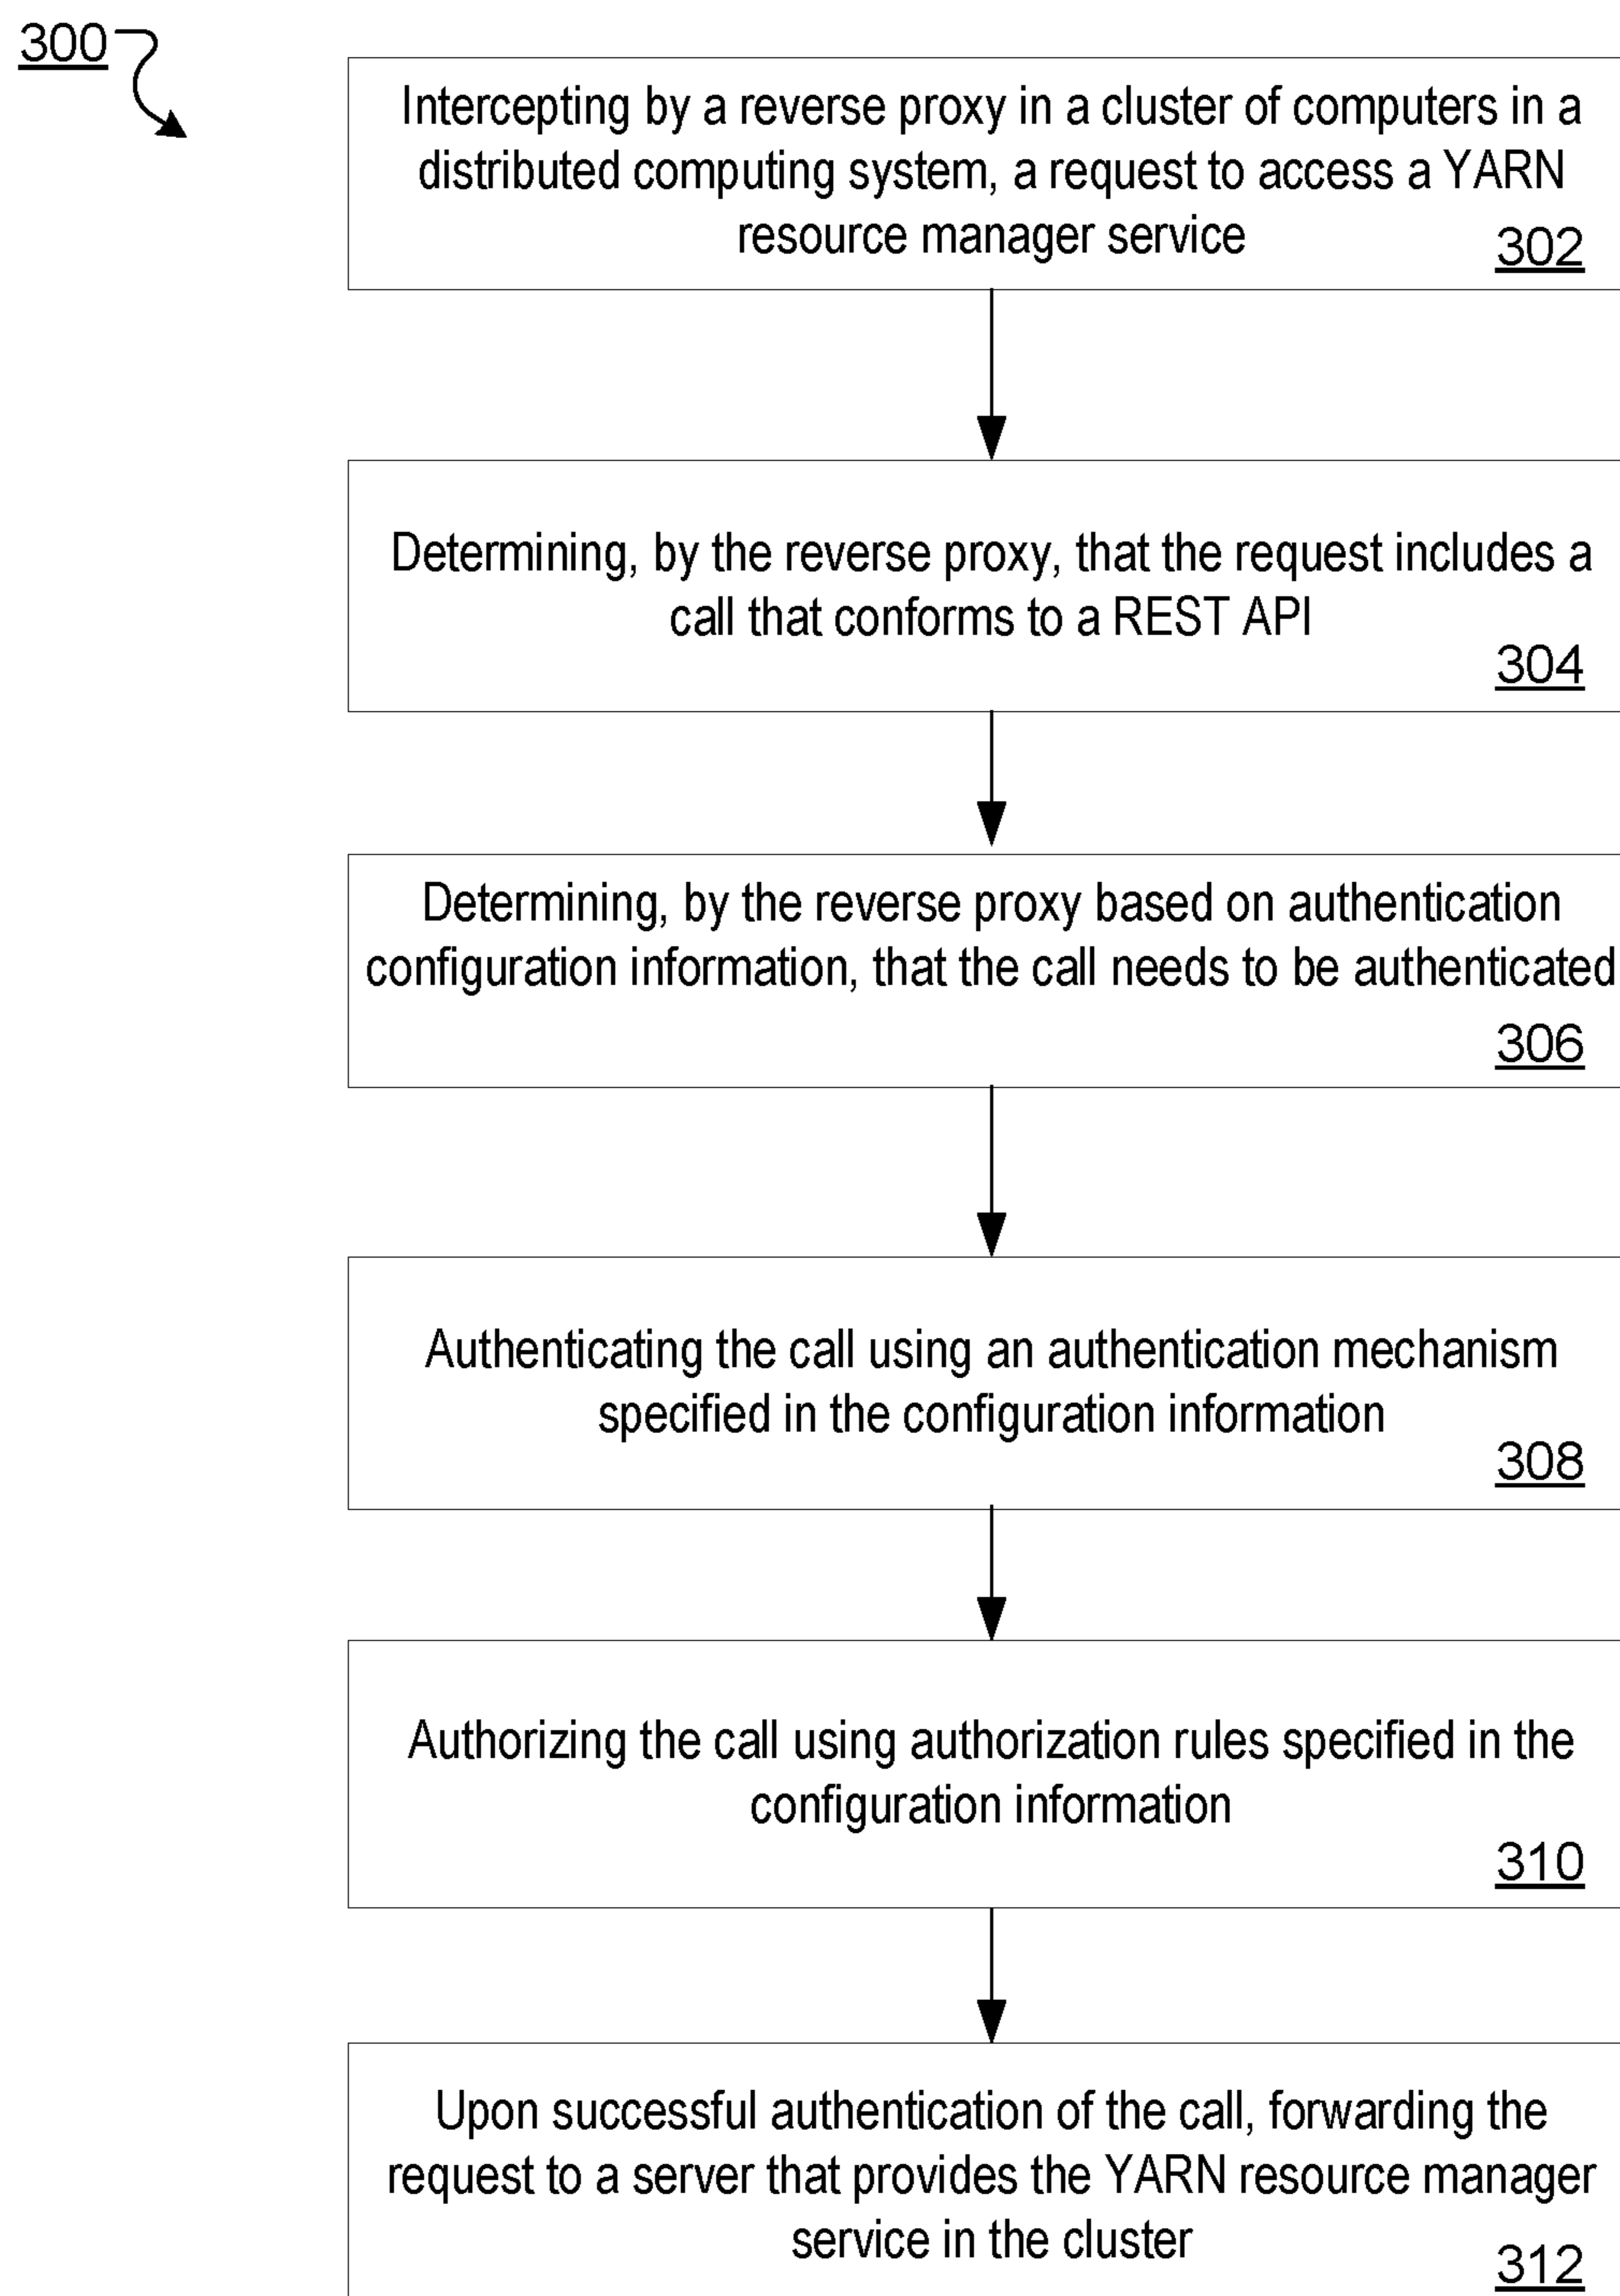 300
Intercepting by a reverse proxy in a cluster of computers in a
distributed computing system, a request to access a YARN
resource manager service
302
Determining, by the reverse proxy, that the request includes a
call that conforms to a REST API
304
Determining, by the reverse proxy based on authentication
configuration information, that the call needs to be authenticated
306
Authenticating the call using an authentication mechanism
specified in the configuration information
308
Authorizing the call using authorization rules specified in the
configuration information
310
Upon successful authentication of the call, forwarding the
request to a server that provides the YARN resource manager
service in the cluster
312